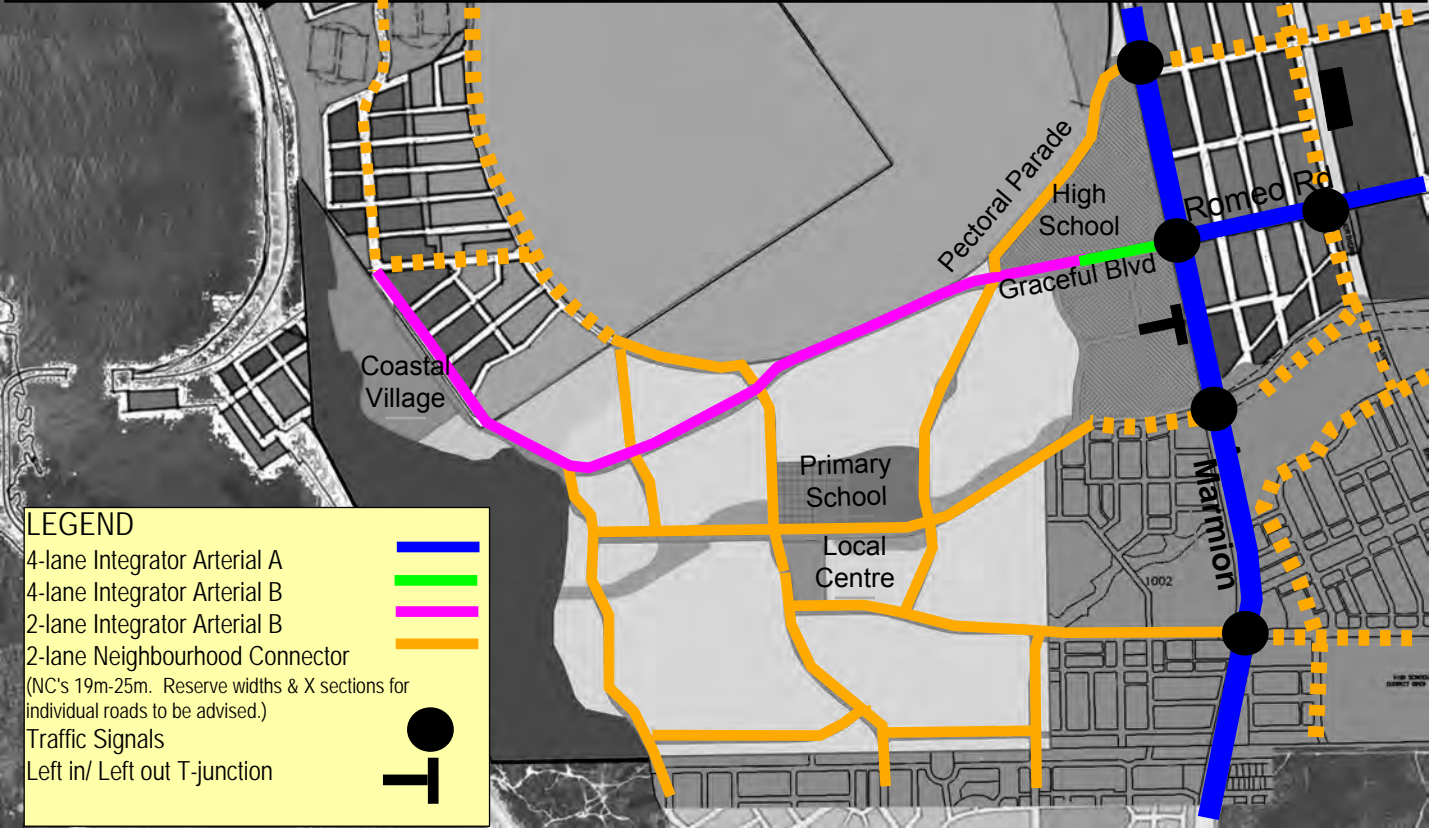 Pectoral Parade
High
School
Romeo Rd
Graceful Blvd
Coastal
Village
Primary
School
Local
Centre
Marmion
1002
LEGEND
4-lane Integrator Arterial A
4-lane Integrator Arterial B
2-lane Integrator Arterial B
2-lane Neighbourhood Connector
(NC's 19m-25m. Reserve widths & X sections for
individual roads to be advised.)
Traffic Signals
Left in/ Left out T-junction